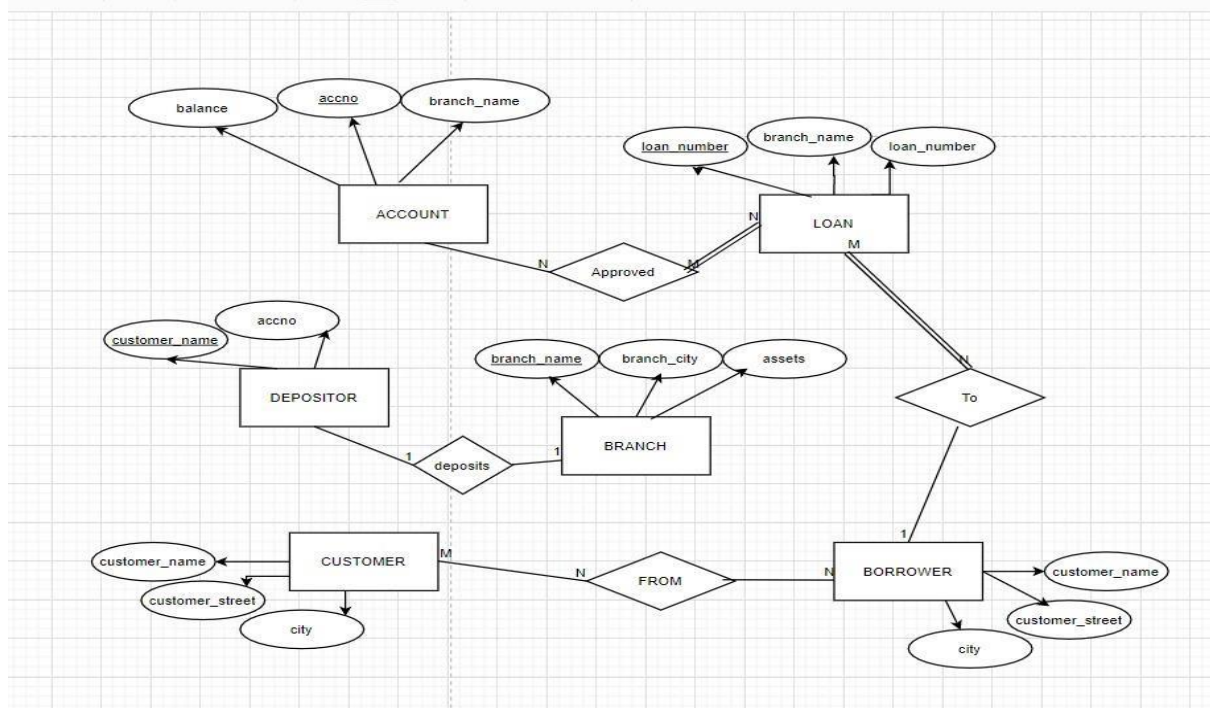 balance
accno
branch_name
loan_number
branch_name
loan_number
ACCOUNT
LOAN
N
M
N
Approved
M
customer_name
accno
branch_name
branch_city
assets
N
DEPOSITOR
To
BRANCH
1
deposits
1
1
CUSTOMER
M
N
FROM
N
BORROWER
customer_name
customer_street
city
customer_name
customer_street
city